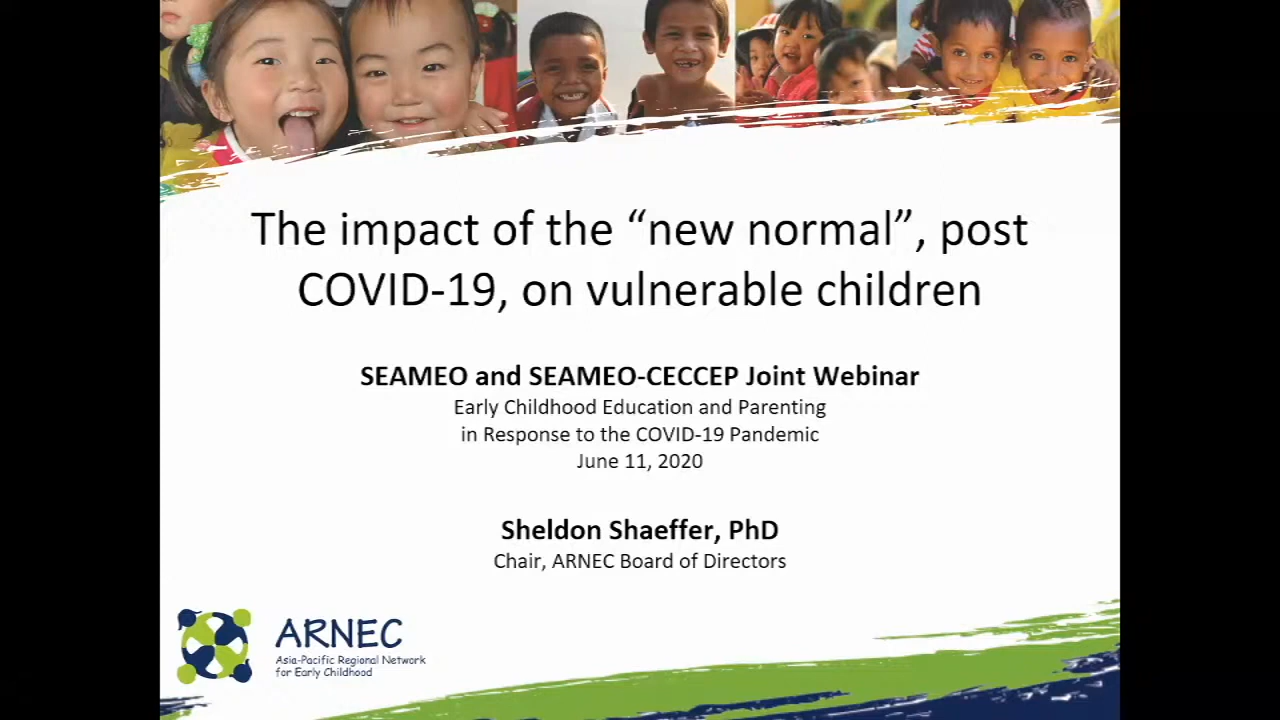 The impact of the “new normal”, post
COVID-19, on vulnerable children
SEAMEO and SEAMEO-CECCEP Joint Webinar
Early Childhood Education and Parenting
in Response to the COVID-19 Pandemic
June 11, 2020
Sheldon Shaeffer, PhD
Chair, ARNEC Board of Directors
ARNEC
Asia-Pacific Regional Network
for Early Childhood